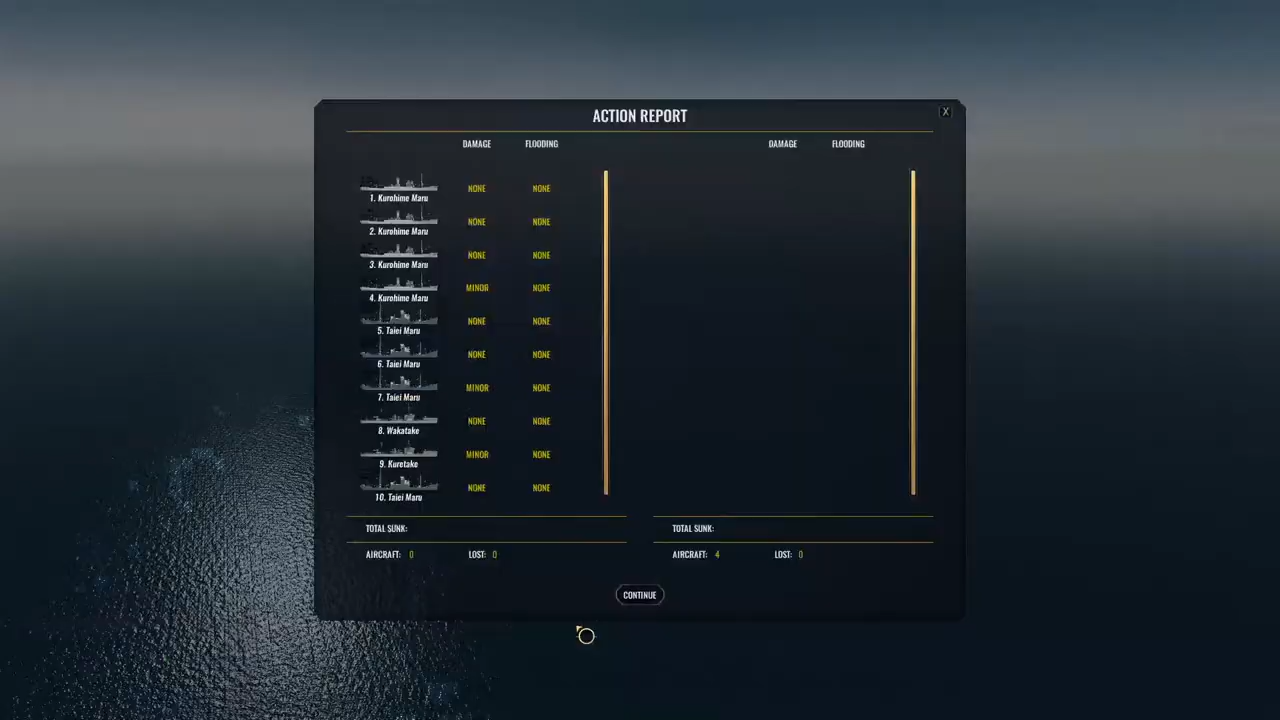 ACTION REPORT
X
DAMAGE FLOODING DAMAGE FLOODING
NONE NONE
1. Kurohime Maru
NONE NONE
2. Kurohime Maru
NONE NONE
3. Kurohime Maru
MINOR NONE
4. Kurohime Maru
NONE NONE
5. Taiei Maru
NONE NONE
6. Taiei Maru
MINOR NONE
7. Taiei Maru
NONE NONE
8. Wakatake
MINOR NONE
9. Kuretake
NONE NONE
10. Taiei Maru
TOTAL SUNK: TOTAL SUNK:
AIRCRAFT: 0 LOST: 0 AIRCRAFT: 4 LOST: 0
CONTINUE